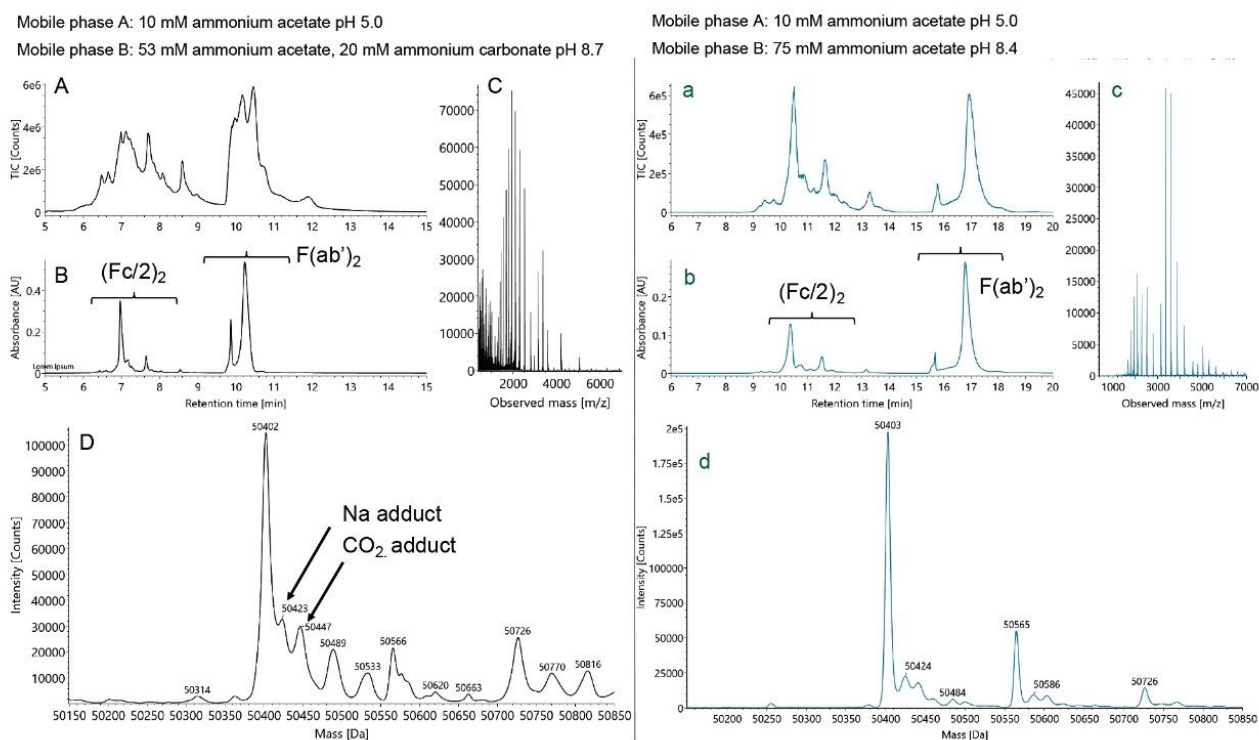 Mobile phase A: 10 mM ammonium acetate pH 5.0
Mobile phase B: 53 mM ammonium acetate, 20 mM ammonium carbonate pH 8.7
A
TIC [Counts]
6e6
4e6
2e6
0
5 6 7 8 9 10 11 12 13 14 15
B
(Fc/2)2
F(ab’)2
Absorbance [AU]
0.4
0.2
0
Lorem ipsum
5 6 7 8 9 10 11 12 13 14 15
Retention time [min]
C
75000
70000
60000
50000
40000
30000
20000
10000
0
2000 4000 6000
Observed mass [m/z]
D
Intensity [Counts]
100000
90000
80000
70000
60000
50000
40000
30000
20000
10000
50402
Na adduct
CO2 adduct
50314
50423
50447
50489
50533
50566
50620
50663
50726
50770
50816
50150 50200 50250 50300 50350 50400 50450 50500 50550 50600 50650 50700 50750 50800 50850
Mass [Da]
Mobile phase A: 10 mM ammonium acetate pH 5.0
Mobile phase B: 75 mM ammonium acetate pH 8.4
a
TIC [Counts]
6e5
4e5
2e5
0
6 7 8 9 10 11 12 13 14 15 16 17 18 19 20
b
(Fc/2)2
F(ab’)2
Absorbance [AU]
0.2
0.1
0
6 7 8 9 10 11 12 13 14 15 16 17 18 19 20
Retention time [min]
c
45000
40000
35000
30000
25000
20000
15000
10000
5000
0
1000 3000 5000 7000
Observed mass [m/z]
d
Intensity [Counts]
2e5
1.75e5
1.5e5
1.25e5
100000
75000
50000
25000
0
50403
50424
50484
50565
50586
50726
50200 50250 50300 50350 50400 50450 50500 50550 50600 50650 50700 50750 50800 50850
Mass [Da]